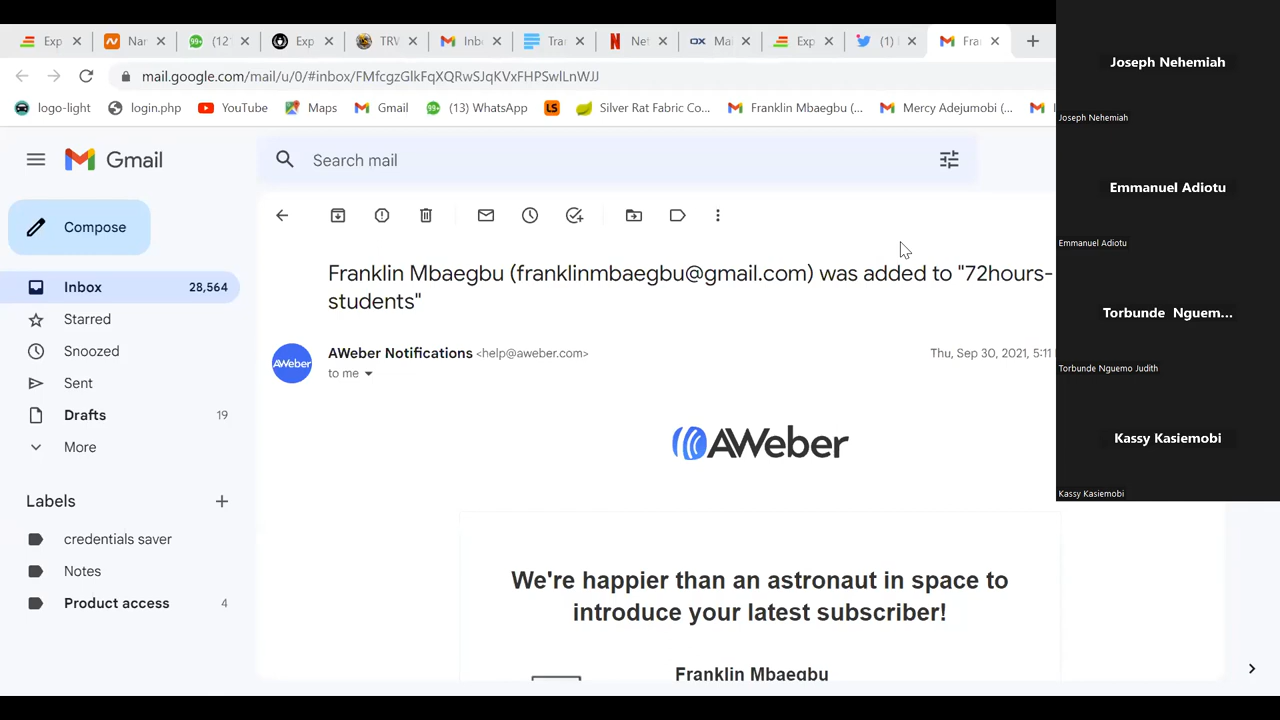 Exp
Nar
(12
Exp
TRW
Inb
Tran
Net
Mai
Exp
(1)
Fra
mail.google.com/mail/u/0/#inbox/FMfcgzGlkFqXQRwSJqKVxFHPSwlLnWJJ
logo-light
login.php
YouTube
Maps
Gmail
(13) WhatsApp
LS
Silver Rat Fabric Co...
Franklin Mbaegbu (...
Mercy Adejumobi (...
Gmail
Search mail
Compose
Inbox 28,564
Starred
Snoozed
Sent
Drafts 19
More
Labels
credentials saver
Notes
Product access 4
Franklin Mbaegbu (franklinmbaegbu@gmail.com) was added to "72hours-
students"
AWeber
AWeber Notifications <help@aweber.com>
Thu, Sep 30, 2021, 5:11
to me
AWeber
We're happier than an astronaut in space to
introduce your latest subscriber!
Franklin Mbaegbu
Joseph Nehemiah
Joseph Nehemiah
Emmanuel Adiotu
Emmanuel Adiotu
Torbunde Nguem...
Torbunde Nguemo Judith
Kassy Kasiemobi
Kassy Kasiemobi